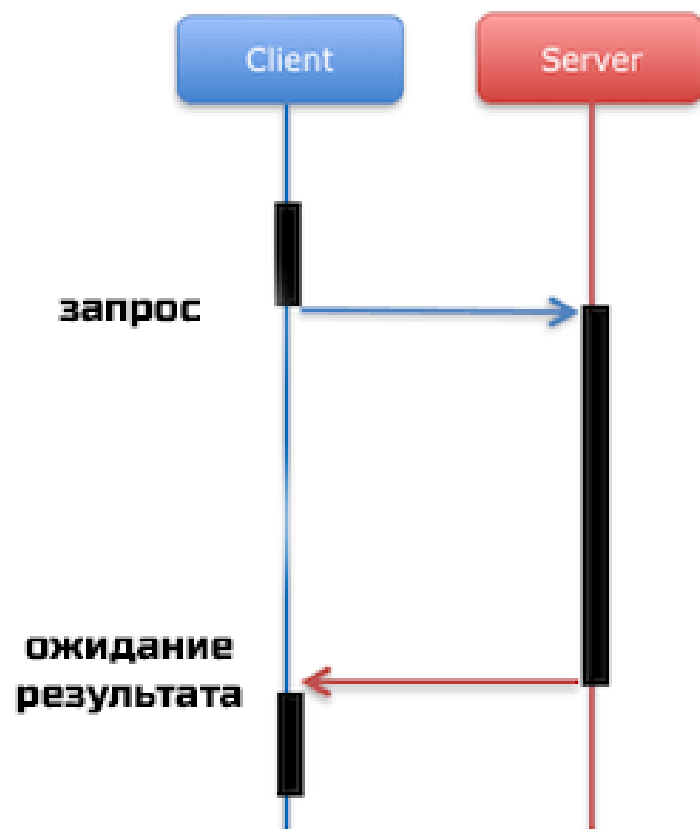 Client
Server
запрос
ожидание
результата